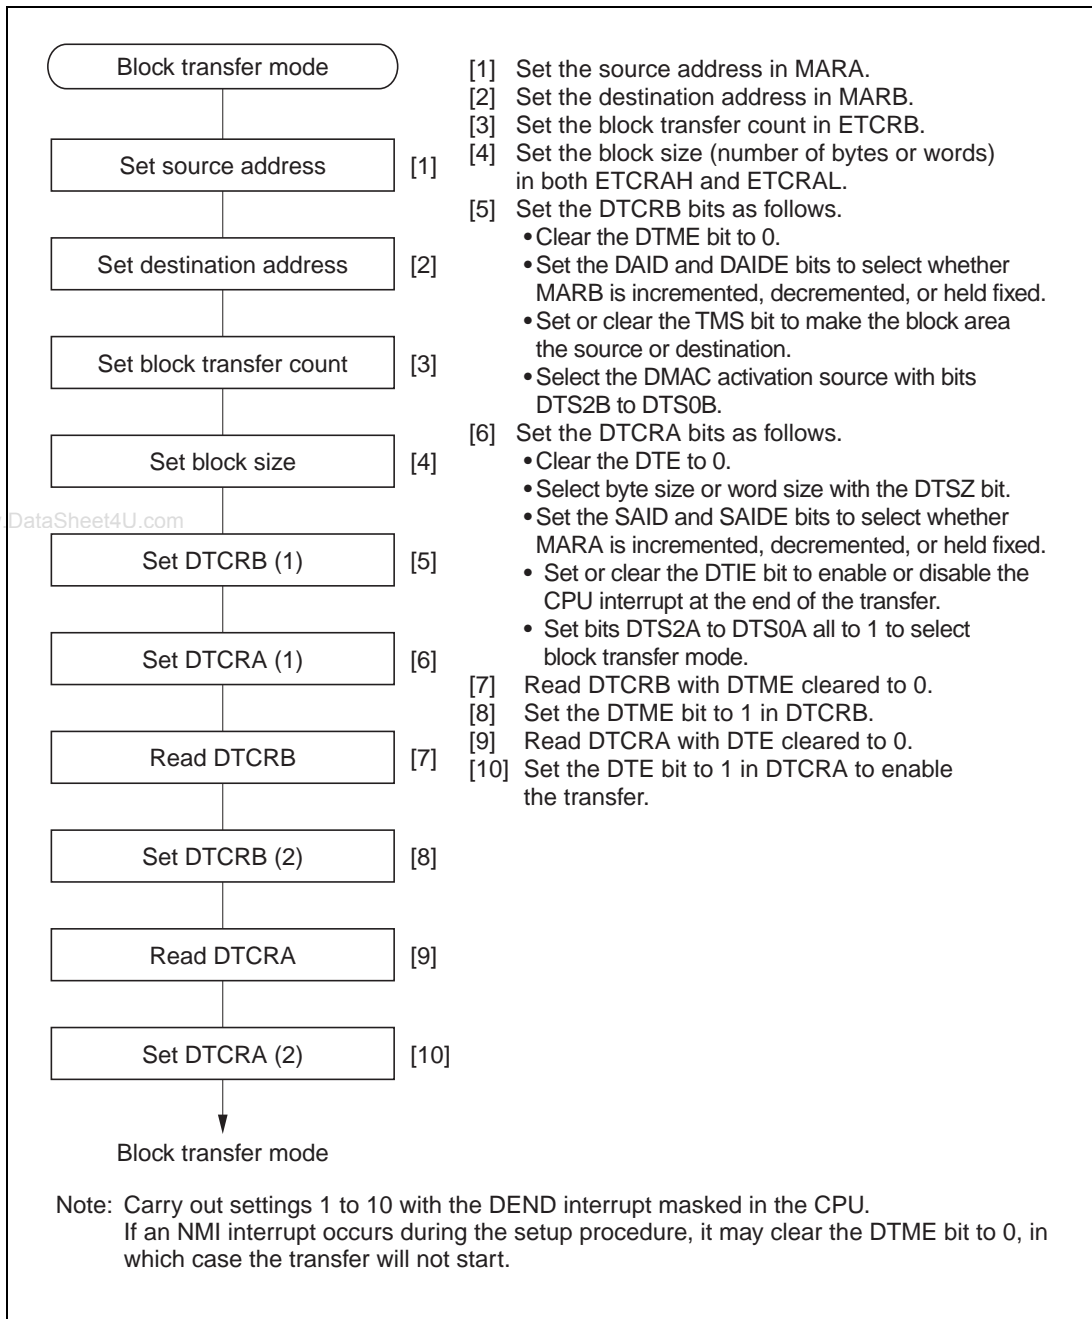 Block transfer mode
Set source address [1]
Set destination address [2]
Set block transfer count [3]
Set block size [4]
.DataSheet4U.com
Set DTCRB (1) [5]
Set DTCRA (1) [6]
Read DTCRB [7]
Set DTCRB (2) [8]
Read DTCRA [9]
Set DTCRA (2) [10]
Block transfer mode
[1] Set the source address in MARA.
[2] Set the destination address in MARB.
[3] Set the block transfer count in ETCRB.
[4] Set the block size (number of bytes or words)
in both ETCRAH and ETCRAL.
[5] Set the DTCRB bits as follows.
• Clear the DTME bit to 0.
• Set the DAID and DAIDE bits to select whether
MARB is incremented, decremented, or held fixed.
• Set or clear the TMS bit to make the block area
the source or destination.
• Select the DMAC activation source with bits
DTS2B to DTS0B.
[6] Set the DTCRA bits as follows.
• Clear the DTE to 0.
• Select byte size or word size with the DTSZ bit.
• Set the SAID and SAIDE bits to select whether
MARA is incremented, decremented, or held fixed.
• Set or clear the DTIE bit to enable or disable the
CPU interrupt at the end of the transfer.
• Set bits DTS2A to DTS0A all to 1 to select
block transfer mode.
[7] Read DTCRB with DTME cleared to 0.
[8] Set the DTME bit to 1 in DTCRB.
[9] Read DTCRA with DTE cleared to 0.
[10] Set the DTE bit to 1 in DTCRA to enable
the transfer.
Note: Carry out settings 1 to 10 with the DEND interrupt masked in the CPU.
If an NMI interrupt occurs during the setup procedure, it may clear the DTME bit to 0, in
which case the transfer will not start.